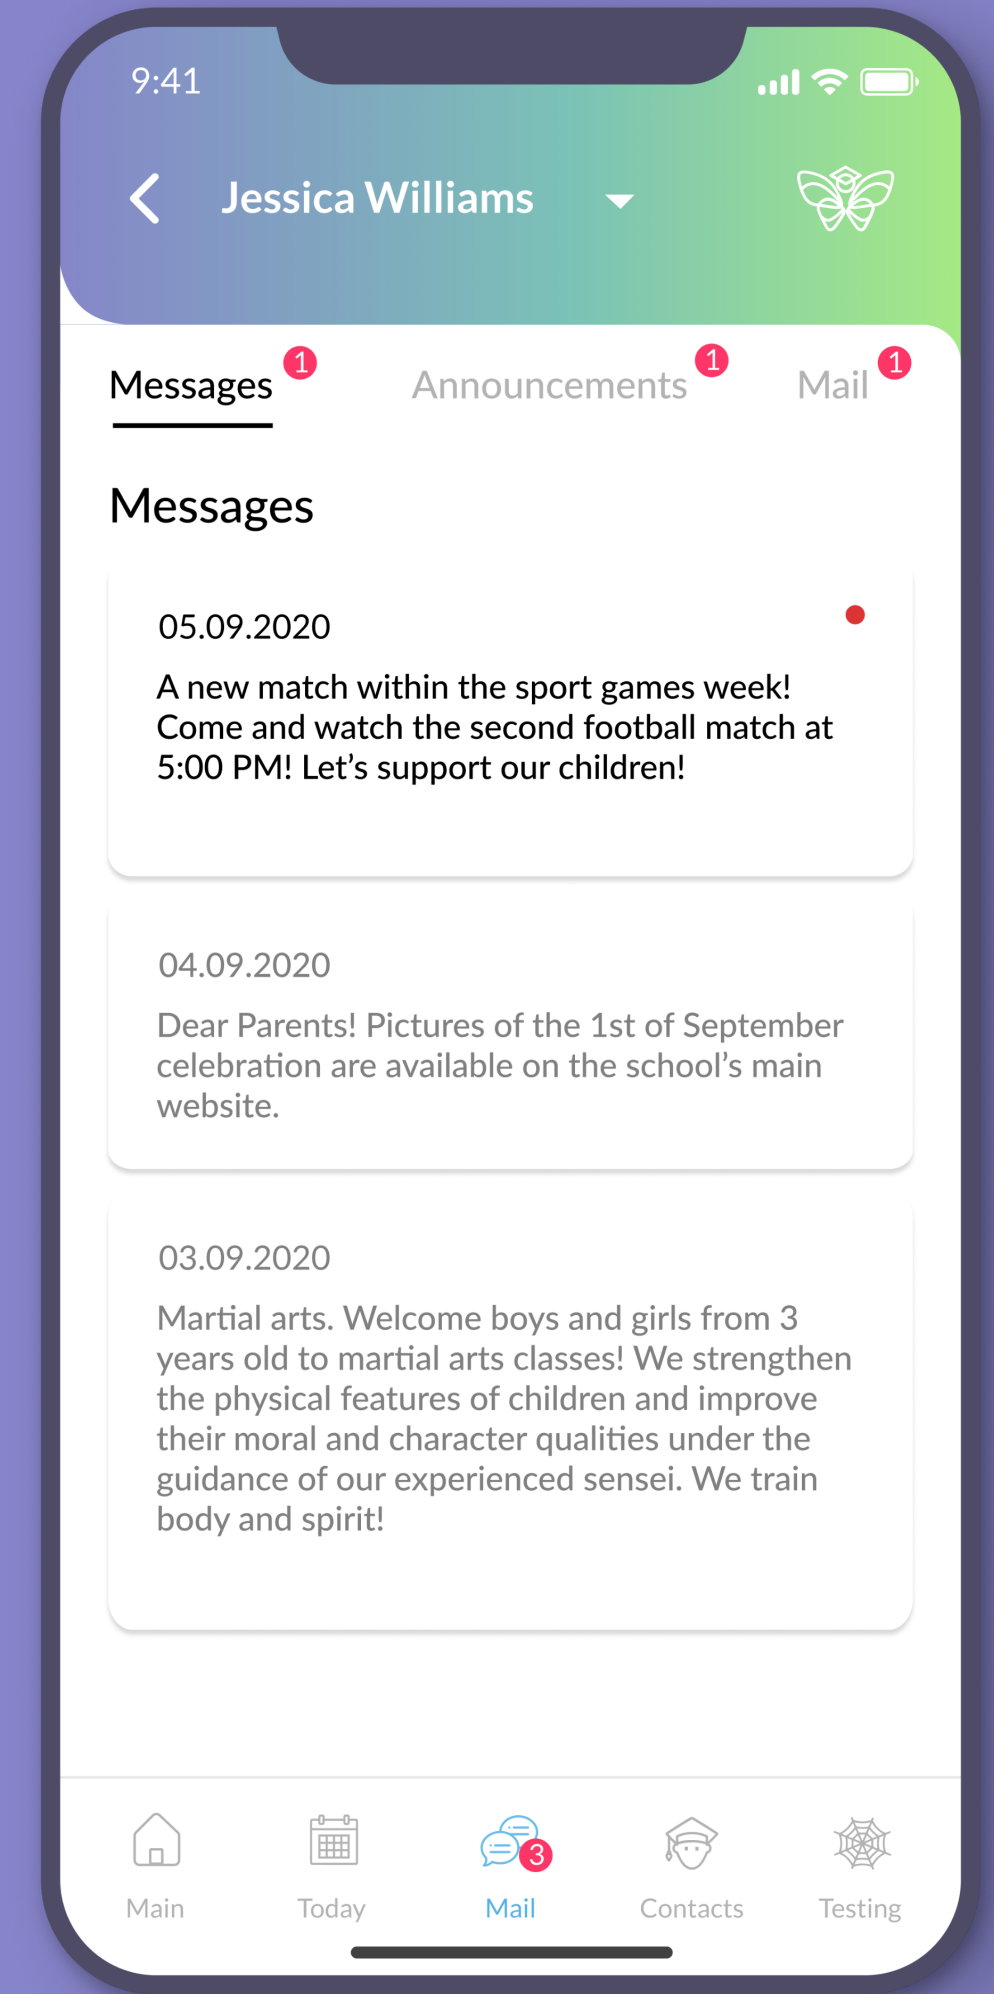 9:41
Jessica Williams
Messages 1
Announcements 1
Mail 1
Messages
05.09.2020
A new match within the sport games week!
Come and watch the second football match at
5:00 PM! Let’s support our children!
04.09.2020
Dear Parents! Pictures of the 1st of September
celebration are available on the school’s main
website.
03.09.2020
Martial arts. Welcome boys and girls from 3
years old to martial arts classes! We strengthen
the physical features of children and improve
their moral and character qualities under the
guidance of our experienced sensei. We train
body and spirit!
3
Main
Today
Mail
Contacts
Testing